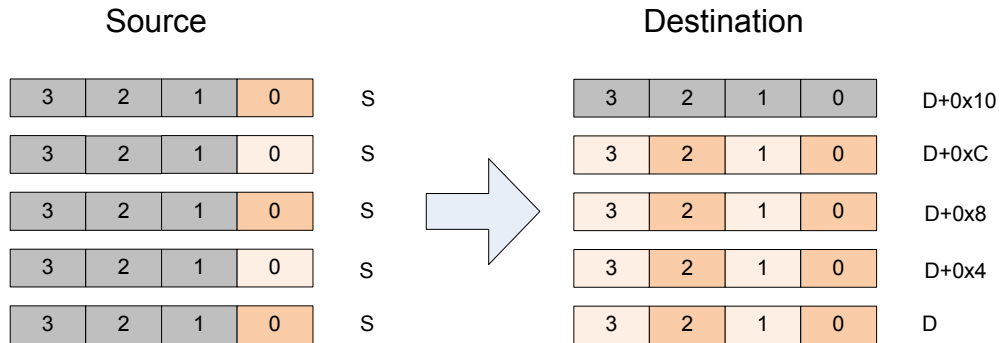 Source Destination
3 2 1 0 S 3 2 1 0 D+0x10
3 2 1 0 S 3 2 1 0 D+0xC
3 2 1 0 S 3 2 1 0 D+0x8
3 2 1 0 S 3 2 1 0 D+0x4
3 2 1 0 S 3 2 1 0 D